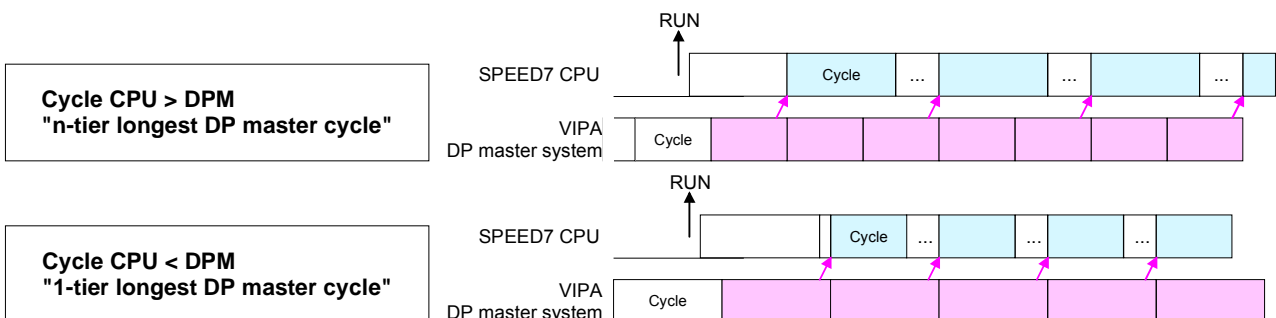 RUN
SPEED7 CPU
Cycle
...
...
...
Cycle CPU > DPM
"n-tier longest DP master cycle"
VIPA
DP master system
Cycle
RUN
SPEED7 CPU
Cycle
...
...
...
Cycle CPU < DPM
"1-tier longest DP master cycle"
VIPA
DP master system
Cycle